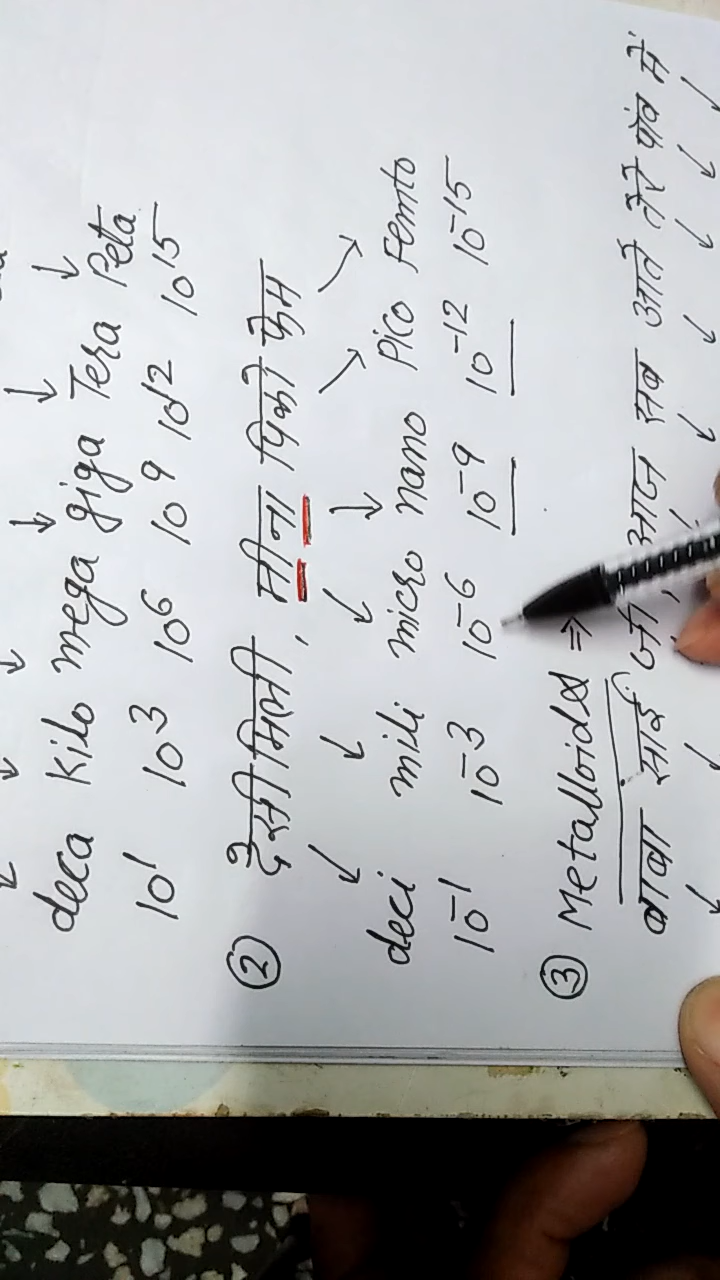 deca kilo mega giga Tera Peta
10¹ 10³ 10⁶ 10⁹ 10¹² 10¹⁵
② देसी मिली, मीना पिको फेम
deci mili micro nano Pico Femto
10⁻¹ 10⁻³ 10⁻⁶ 10⁻⁹ 10⁻¹² 10⁻¹⁵
③ Metalloids ⇒
बाबा साई जी, आज सब आते तेरे पांव में